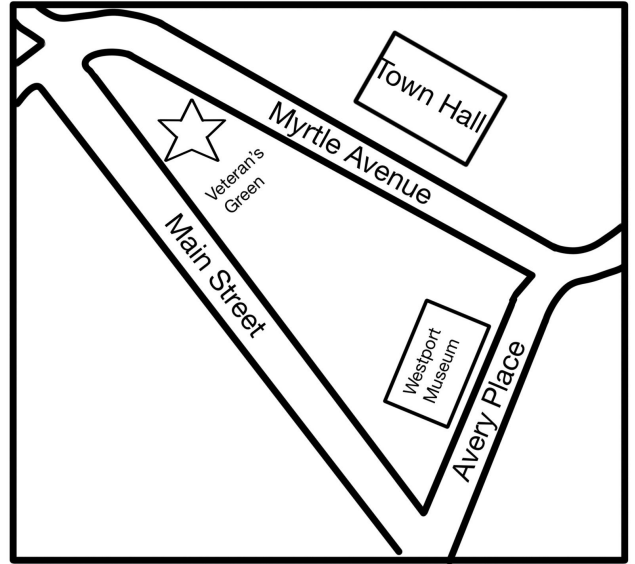 Town Hall
Myrtle Avenue
Veteran's
Green
Main Street
Westport
Museum
Avery Place